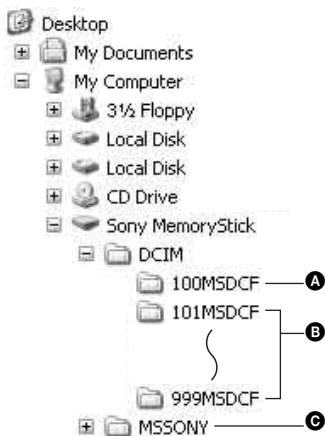 Desktop
My Documents
My Computer
3½ Floppy
Local Disk
Local Disk
CD Drive
Sony MemoryStick
DCIM
100MSDCF A
101MSDCF
B
999MSDCF
MSSONY C